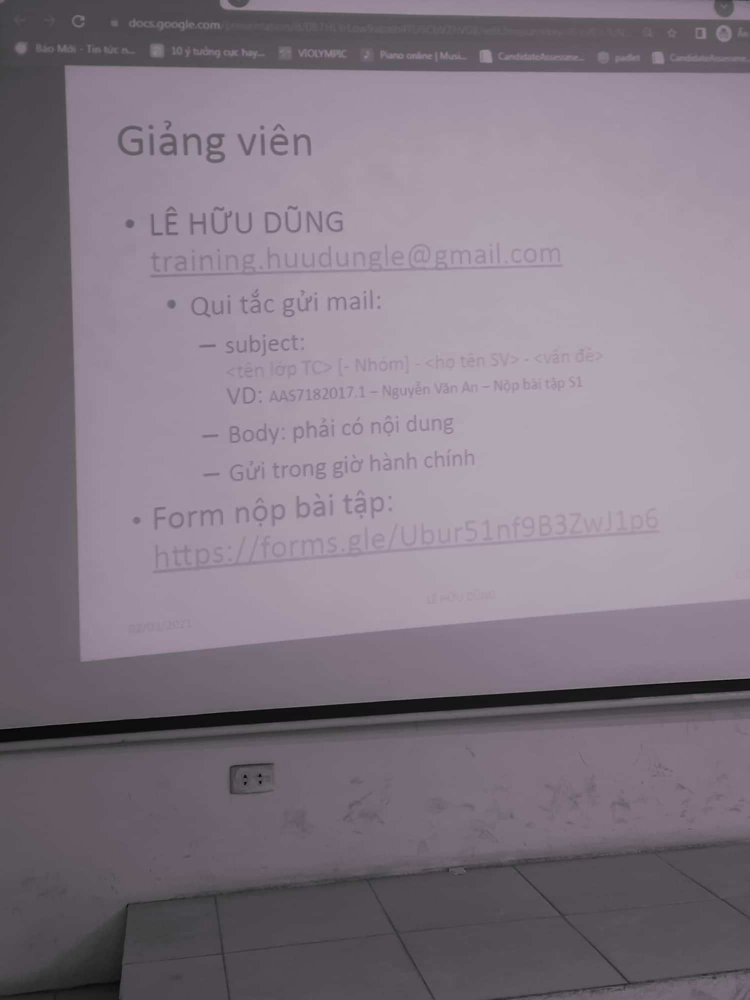 docs.google.com
Báo Mới - Tin tức n...
10 ý tưởng cực hay...
VIOLYMPIC
Piano online | Musi...
CandidateAssessme...
padlet
CandidateAssessme...
Giảng viên
• LÊ HỮU DŨNG
training.huudungle@gmail.com
• Qui tắc gửi mail:
– subject:
<tên lớp TC> [- Nhóm] - <họ tên SV> - <vấn đề>
VD: AAS7182017.1 – Nguyễn Văn An – Nộp bài tập S1
– Body: phải có nội dung
– Gửi trong giờ hành chính
• Form nộp bài tập:
https://forms.gle/Ubur51nf9B3ZwJ1p6
LÊ HỮU DŨNG
02/03/2021